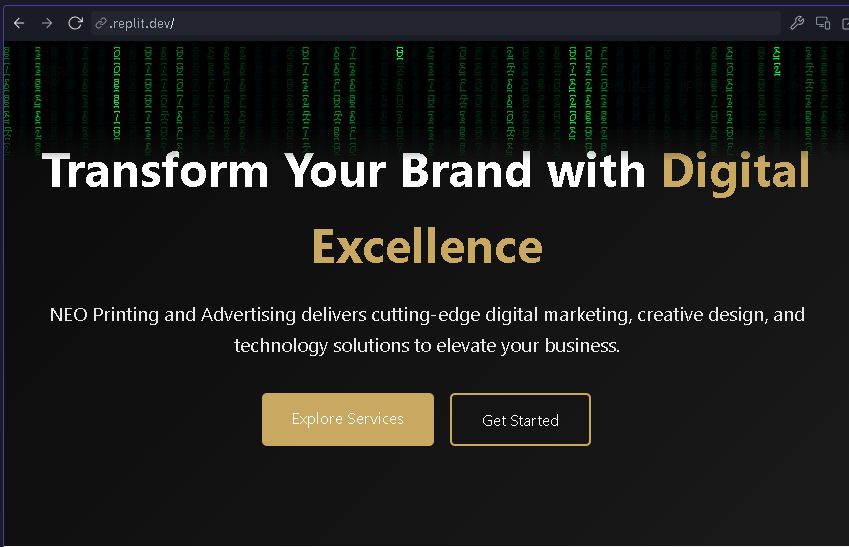 .replit.dev/
Transform Your Brand with Digital
Excellence
NEO Printing and Advertising delivers cutting-edge digital marketing, creative design, and
technology solutions to elevate your business.
Explore Services
Get Started